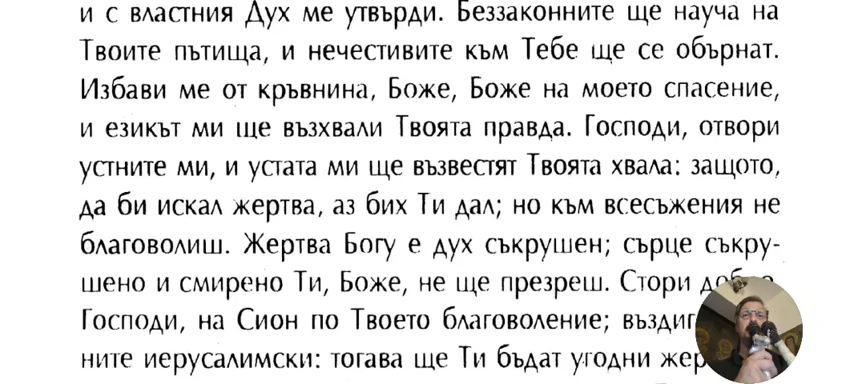 и с властния Дух ме утвърди. Беззаконните ще науча на
Твоите пътища, и нечестивите към Тебе ще се обърнат.
Избави ме от кръвнина, Боже, Боже на моето спасение,
и езикът ми ще възхвали Твоята правда. Господи, отвори
устните ми, и устата ми ще възвестят Твоята хвала: защото,
да би искал жертва, аз бих Ти дал; но към всесъжения не
благоволиш. Жертва Богу е дух съкрушен; сърце съкру-
шено и смирено Ти, Боже, не ще презреш. Стори
Господи, на Сион по Твоето благоволение;
ните иерусалимски: тогава ще Ти бъдат угодни